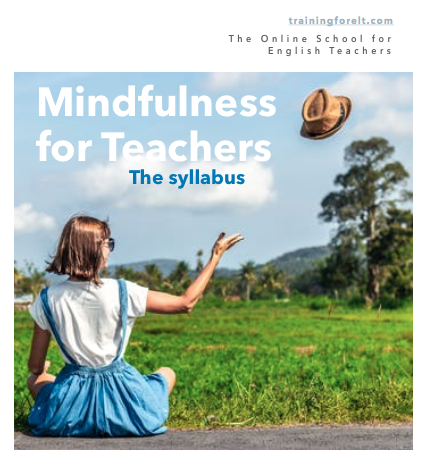 trainingforelt.com
The Online School for
English Teachers
Mindfulness
for Teachers
The syllabus